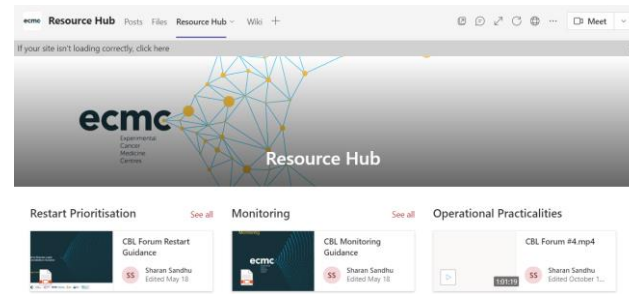 ecmc Resource Hub Posts Files Resource Hub Wiki Meet
If your site isn't loading correctly, click here
ecmc
Experimental
Cancer
Medicine
Centres
Resource Hub
Restart Prioritisation See all
CBL Forum Restart
Guidance
SS Sharan Sandhu
Edited May 18
Monitoring See all
ecmc
CBL Monitoring
Guidance
SS Sharan Sandhu
Edited May 18
Operational Practicalities
1:01:19
CBL Forum #4.mp4
SS Sharan Sandhu
Edited October 1...